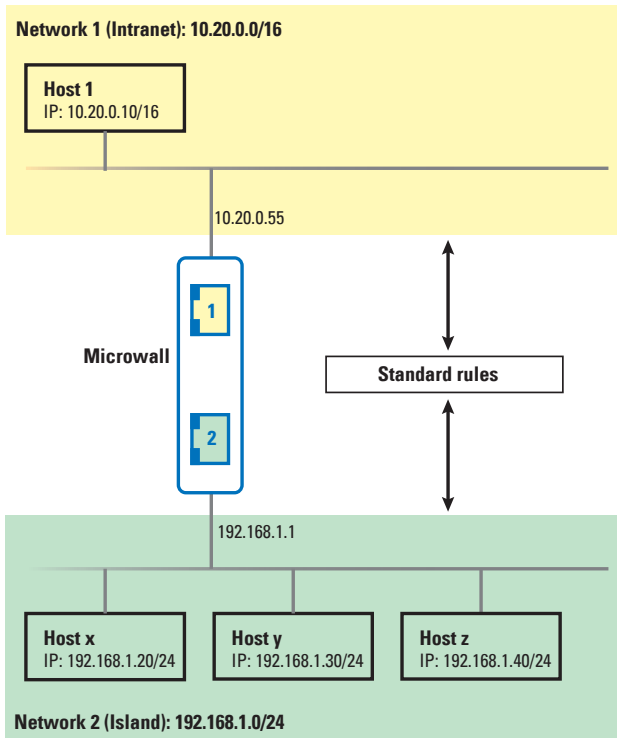 Network 1 (Intranet): 10.20.0.0/16
Host 1
IP: 10.20.0.10/16
10.20.0.55
1
Microwall
Standard rules
2
192.168.1.1
Host x
IP: 192.168.1.20/24
Host y
IP: 192.168.1.30/24
Host z
IP: 192.168.1.40/24
Network 2 (Island): 192.168.1.0/24